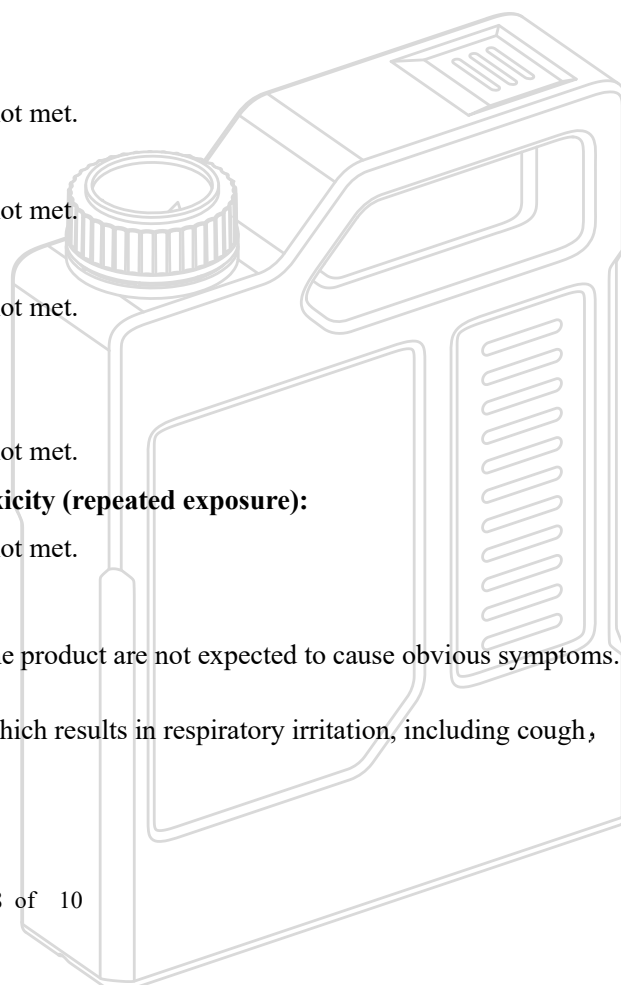 ot met.
ot met.
ot met.
ot met.
xicity (repeated exposure):
ot met.
e product are not expected to cause obvious symptoms.
hich results in respiratory irritation, including cough，
of 10